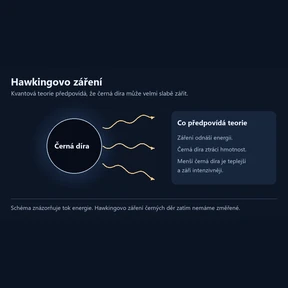 Hawkingovo záření
Kvantová teorie předpovídá, že černá díra může velmi slabě zářit.
Černá díra
Co předpovídá teorie
Záření odnáší energii.
Černá díra ztrácí hmotnost.
Menší černá díra je teplejší
a září intenzivněji.
Schéma znázorňuje tok energie. Hawkingovo záření černých děr zatím nemáme změřené.